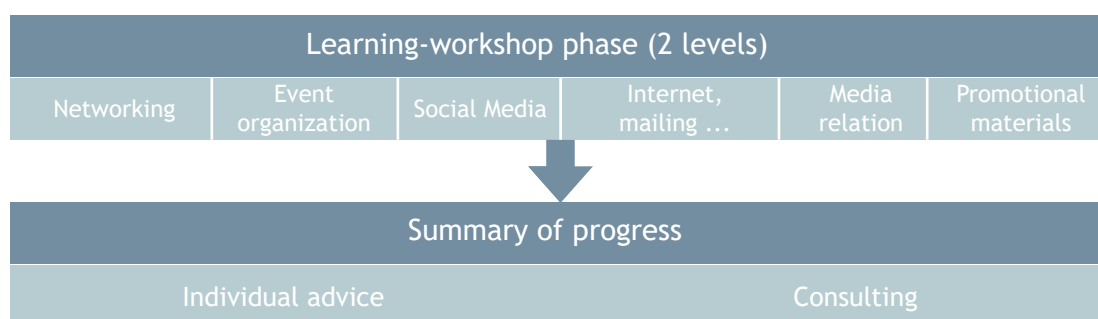 Learning-workshop phase (2 levels)
Networking
Event
organization
Social Media
Internet,
mailing ...
Media
relation
Promotional
materials
Summary of progress
Individual advice
Consulting